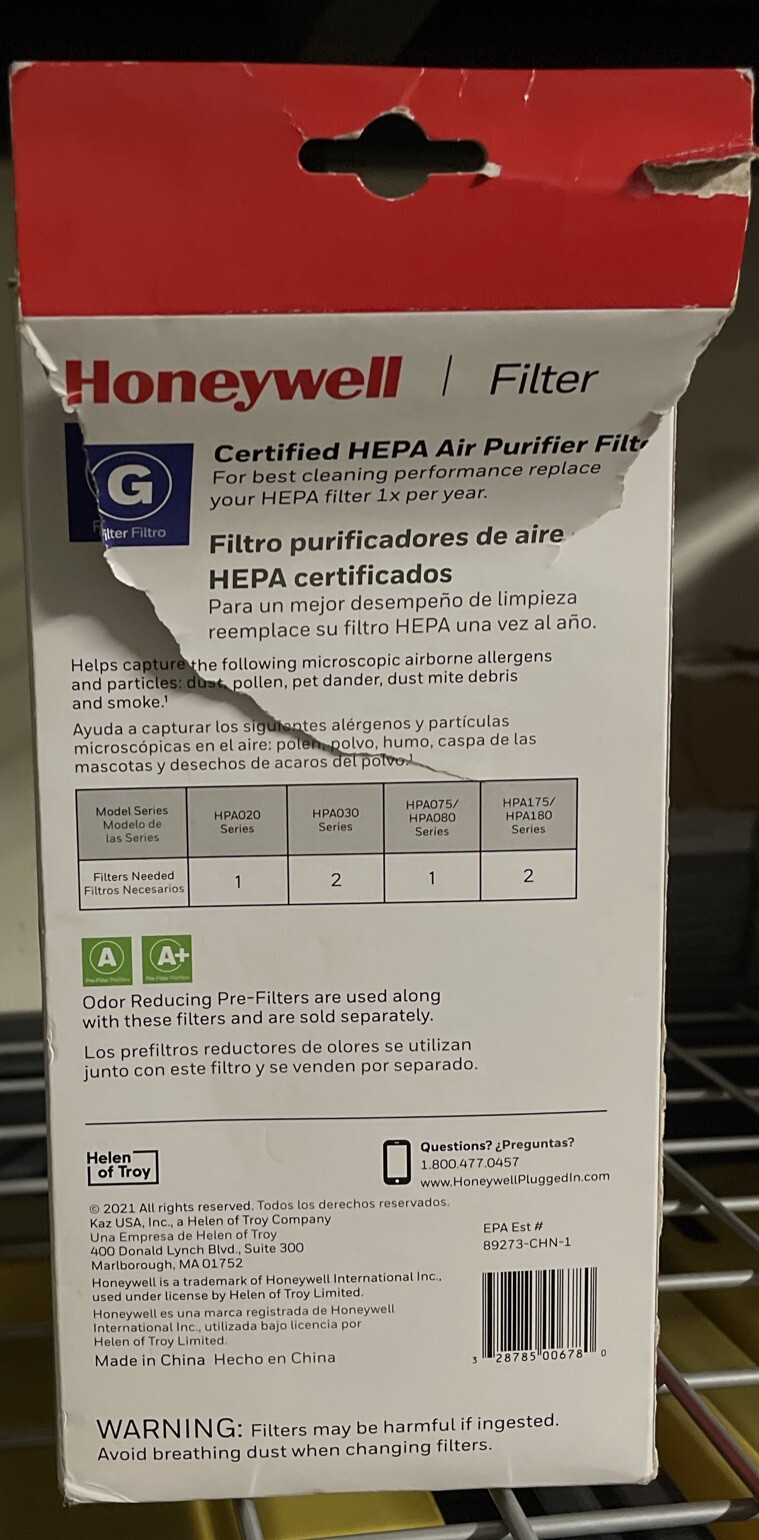 Honeywell | Filter
G
Filter Filtro
Certified HEPA Air Purifier
For best cleaning performance replace
your HEPA filter 1x per year.
Filtro purificadores de aire
HEPA certificados
Para un mejor desempeño de limpieza
reemplace su filtro HEPA una vez al año.
Helps capture the following microscopic airborne allergens
and particles: dust, pollen, pet dander, dust mite debris
and smoke.¹
Ayuda a capturar los siguientes alérgenos y partículas
microscópicas en el aire: polen, polvo, humo, caspa de las
mascotas y desechos de acaros del polvo.¹
Model Series
Modelo de
las Series
HPA020
Series
HPA030
Series
HPA075/
HPA080
Series
HPA175/
HPA180
Series
Filters Needed
Filtros Necesarios
1
2
1
2
A
A+
Odor Reducing Pre-Filters are used along
with these filters and are sold separately.
Los prefiltros reductores de olores se utilizan
junto con este filtro y se venden por separado.
Helen
of Troy
Questions? ¿Preguntas?
1.800.477.0457
www.HoneywellPluggedIn.com
© 2021 All rights reserved. Todos los derechos reservados.
Kaz USA, Inc., a Helen of Troy Company
Una Empresa de Helen of Troy
400 Donald Lynch Blvd., Suite 300
Marlborough, MA 01752
Honeywell is a trademark of Honeywell International Inc.,
used under license by Helen of Troy Limited.
Honeywell es una marca registrada de Honeywell
International Inc., utilizada bajo licencia por
Helen of Troy Limited.
Made in China Hecho en China
EPA Est #
89273-CHN-1
3 28785 00678 0
WARNING: Filters may be harmful if ingested.
Avoid breathing dust when changing filters.